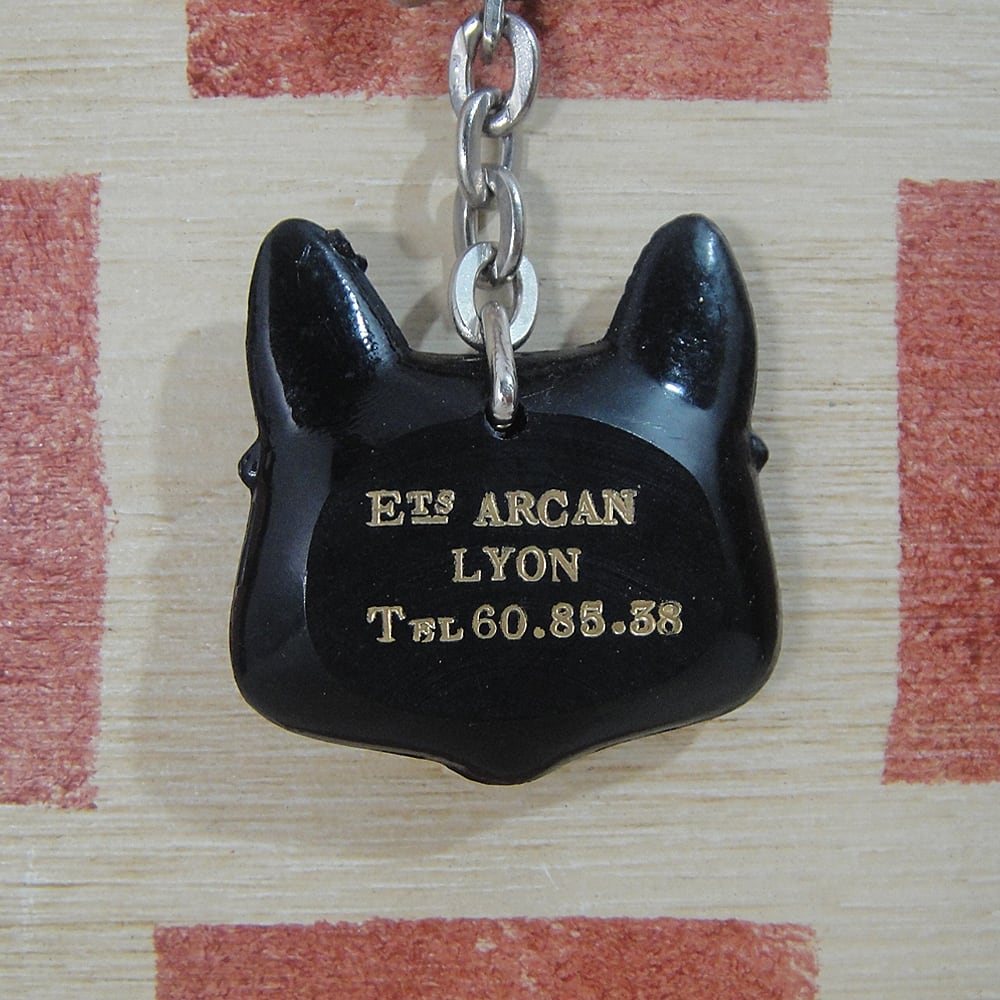 Ets ARCAN
LYON
TEL 60.85.38